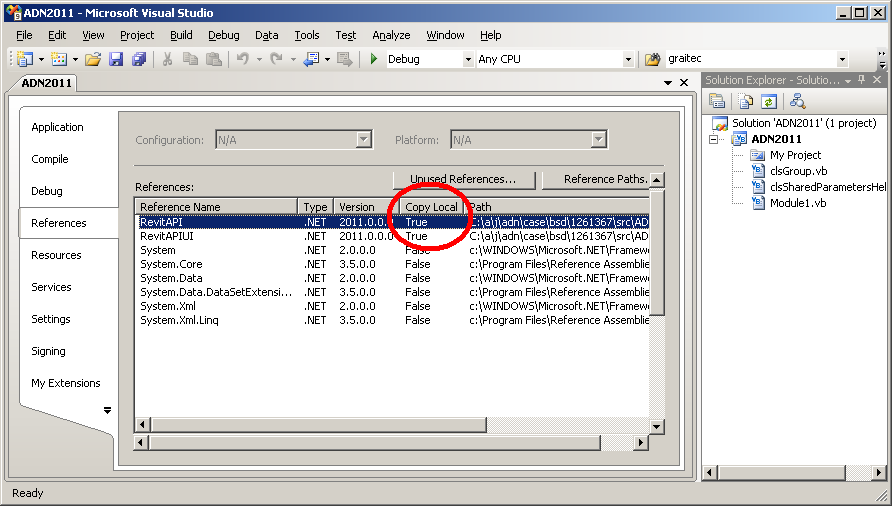 ADN2011 - Microsoft Visual Studio
File Edit View Project Build Debug Data Tools Test Analyze Window Help
Debug Any CPU graitec
ADN2011
Application
Compile
Debug
References
Resources
Services
Settings
Signing
My Extensions
Configuration: N/A Platform: N/A
Unused References... Reference Paths.
References:
Reference Name Type Version Copy Local Path
RevitAPI .NET 2011.0.0.0 True C:\a\j\adn\case\bsd\1261367\src\AD
RevitAPIUI .NET 2011.0.0.0 True C:\a\j\adn\case\bsd\1261367\src\AD
System .NET 2.0.0.0 False c:\WINDOWS\Microsoft.NET\Framew
System.Core .NET 3.5.0.0 False c:\Program Files\Reference Assemblie
System.Data .NET 2.0.0.0 False c:\WINDOWS\Microsoft.NET\Framew
System.Data.DataSetExtensi... .NET 3.5.0.0 False c:\Program Files\Reference Assemblie
System.Xml .NET 2.0.0.0 False c:\WINDOWS\Microsoft.NET\Framew
System.Xml.Linq .NET 3.5.0.0 False c:\Program Files\Reference Assemblie
Solution Explorer - Solutio...
Solution 'ADN2011' (1 project)
ADN2011
My Project
clsGroup.vb
clsSharedParametersHel
Module1.vb
Ready